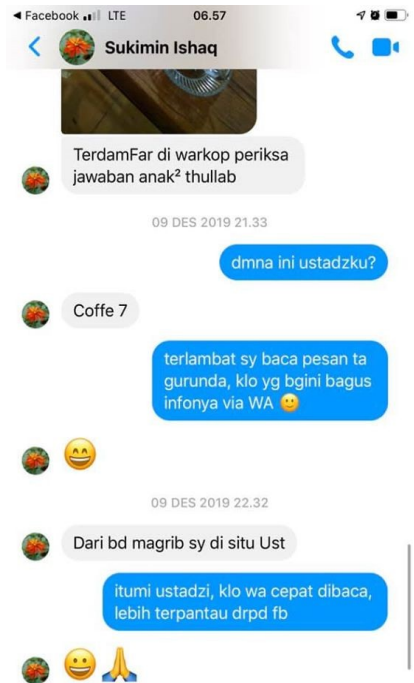 Facebook LTE 06.57
Sukimin Ishaq
TerdamFar di warkop periksa
jawaban anak² thullab
09 DES 2019 21.33
dmna ini ustadzku?
Coffe 7
terlambat sy baca pesan ta
gurunda, klo yg bgini bagus
infonya via WA 🙂
😄
09 DES 2019 22.32
Dari bd magrib sy di situ Ust
itumi ustadzi, klo wa cepat dibaca,
lebih terpantau drpd fb
😀🙏